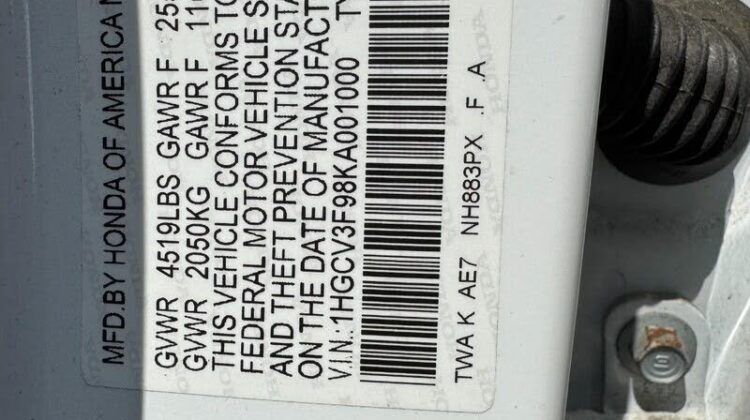 MFD.BY HONDA OF AMERICA
GVWR 4519LBS GAWR F
GVWR 2050KG GAWR F
THIS VEHICLE CONFORMS TO
FEDERAL MOTOR VEHICLE
AND THEFT PREVENTION
ON THE DATE OF
V.I.N.:1HGCV3F98KA001000
TWA K AE7 NH883PX .F .A